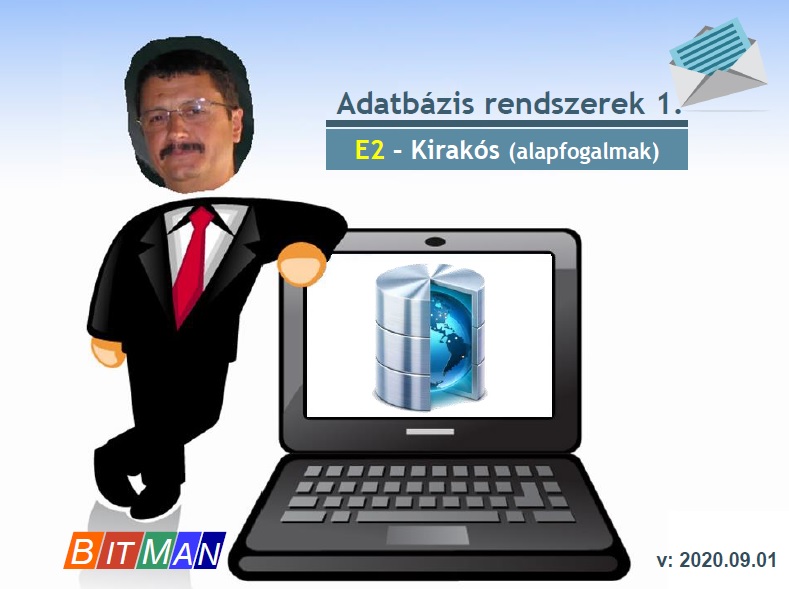 Adatbázis rendszerek 1.
E2 - Kirakós (alapfogalmak)
BITMAN
v: 2020.09.01